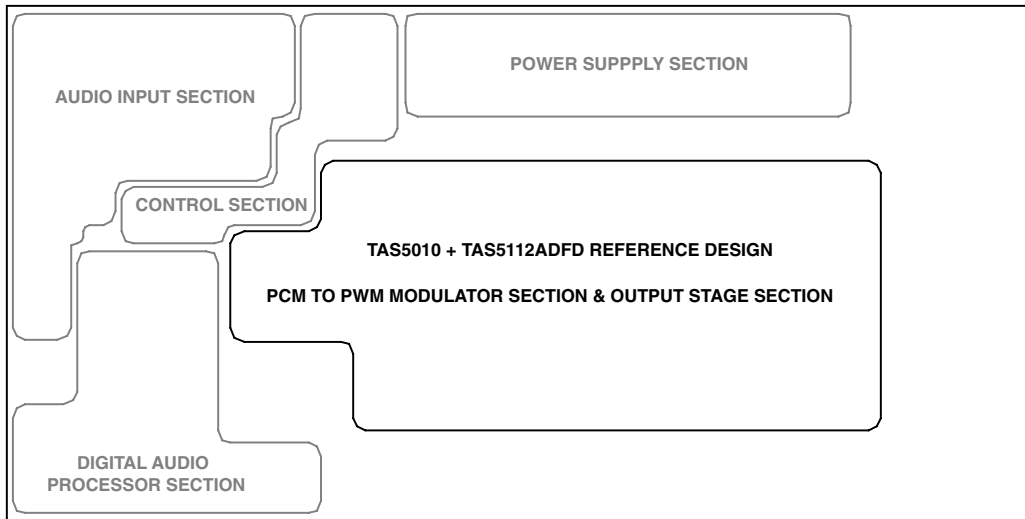 POWER SUPPPLY SECTION
AUDIO INPUT SECTION
CONTROL SECTION
TAS5010 + TAS5112ADFD REFERENCE DESIGN
PCM TO PWM MODULATOR SECTION & OUTPUT STAGE SECTION
DIGITAL AUDIO
PROCESSOR SECTION